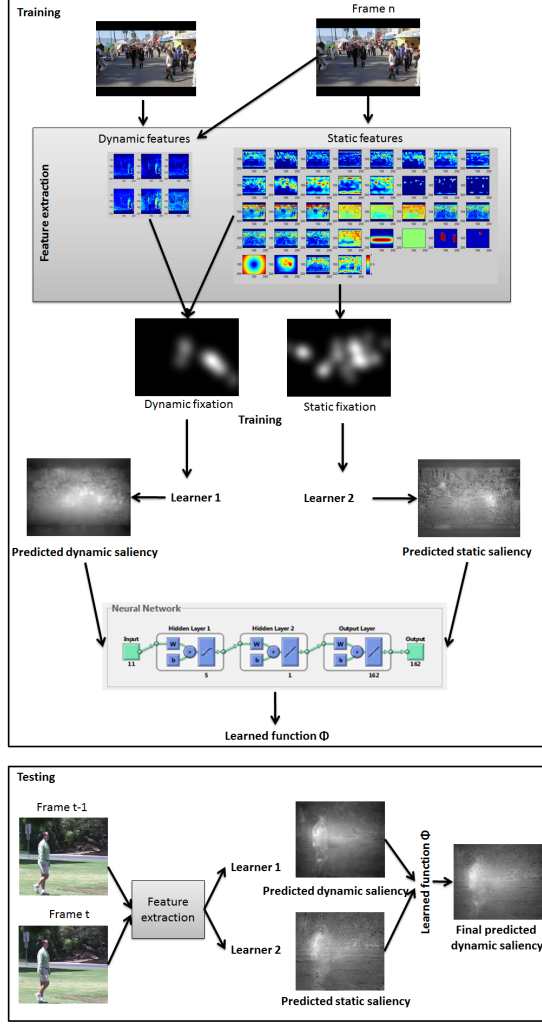 Training
Frame n
Dynamic features
Static features
Feature extraction
Dynamic fixation
Static fixation
Training
Learner 1
Learner 2
Predicted dynamic saliency
Predicted static saliency
Neural Network
Hidden Layer 1
Hidden Layer 2
Output Layer
Input
Output
W
W
W
b
b
b
+
+
+
11
5
1
162
162
Learned function Φ
Testing
Frame t-1
Frame t
Feature
extraction
Learner 1
Learner 2
Predicted dynamic saliency
Predicted static saliency
Learned function Φ
Final predicted
dynamic saliency